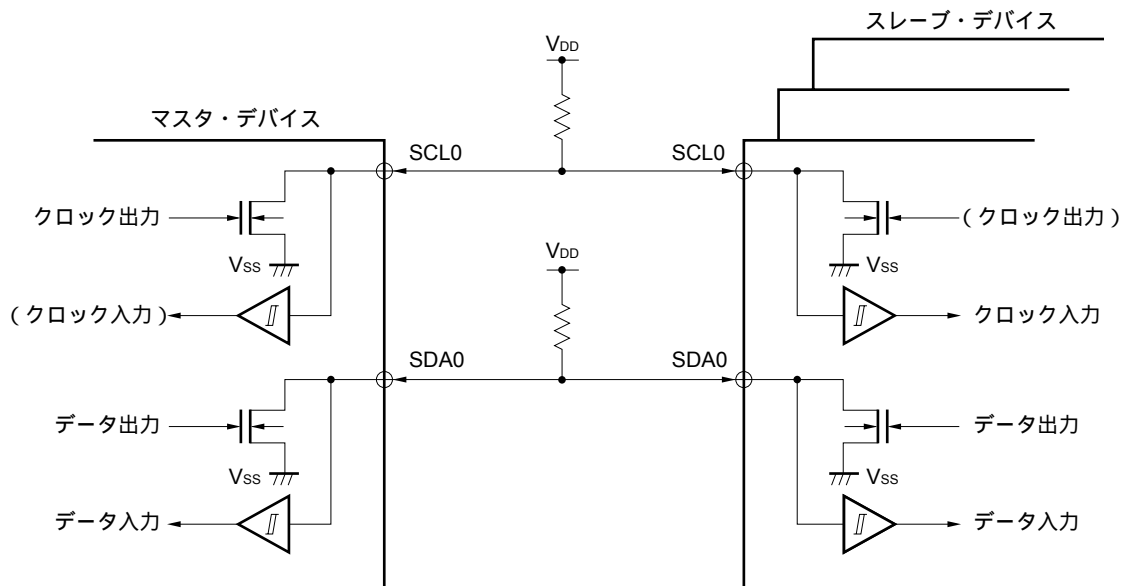 スレーブ・デバイス
VDD
マスタ・デバイス
SCL0 SCL0
クロック出力 (クロック出力)
VSS VDD VSS
(クロック入力) クロック入力
SDA0 SDA0
データ出力 データ出力
VSS VSS
データ入力 データ入力